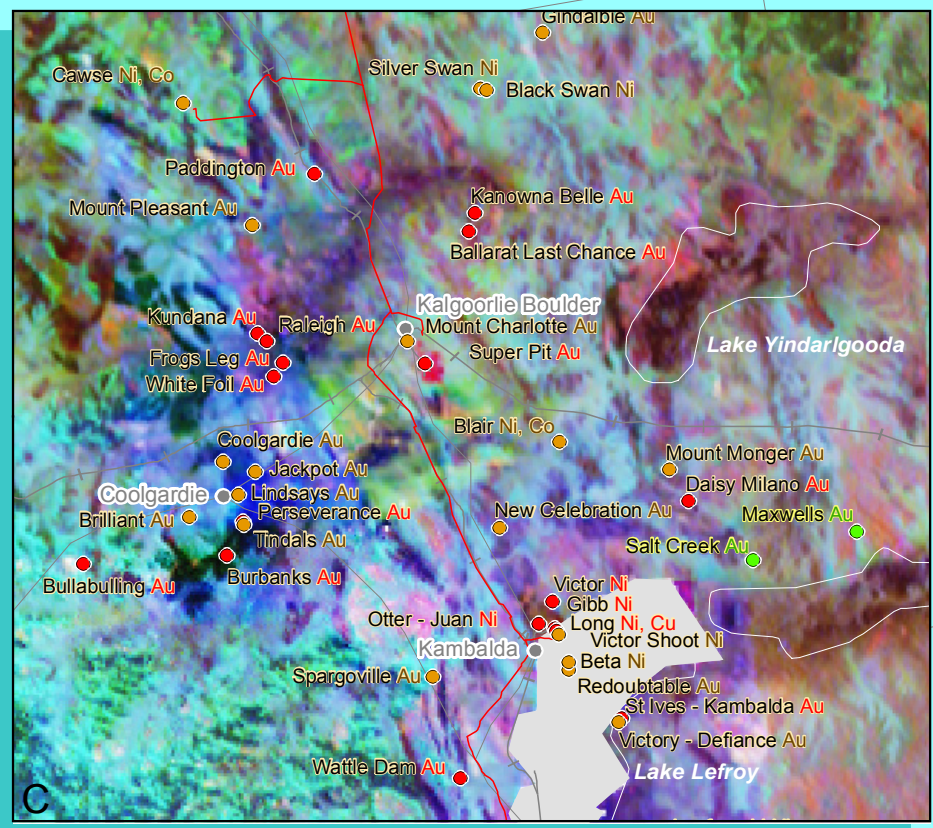 Gindalbie Au
Silver Swan Ni
Cawse Ni, Co
Black Swan Ni
Paddington Au
Kanowna Belle Au
Mount Pleasant Au
Ballarat Last Chance Au
Kalgoorlie Boulder
Kundana Au
Raleigh Au
Mount Charlotte Au
Lake Yindarlgooda
Super Pit Au
Frogs Leg Au
White Foil Au
Blair Ni, Co
Coolgardie Au
Mount Monger Au
Jackpot Au
Daisy Milano Au
Coolgardie
Lindsays Au
Perseverance Au
New Celebration Au
Maxwells Au
Brilliant Au
Tindals Au
Salt Creek Au
Burbanks Au
Bullabulling Au
Victor Ni
Gibb Ni
Otter - Juan Ni
Long Ni, Cu
Victor Shoot Ni
Kambalda
Beta Ni
Spargoville Au
Redoubtable Au
St Ives - Kambalda Au
Victory - Defiance Au
Wattle Dam Au
Lake Lefroy
C